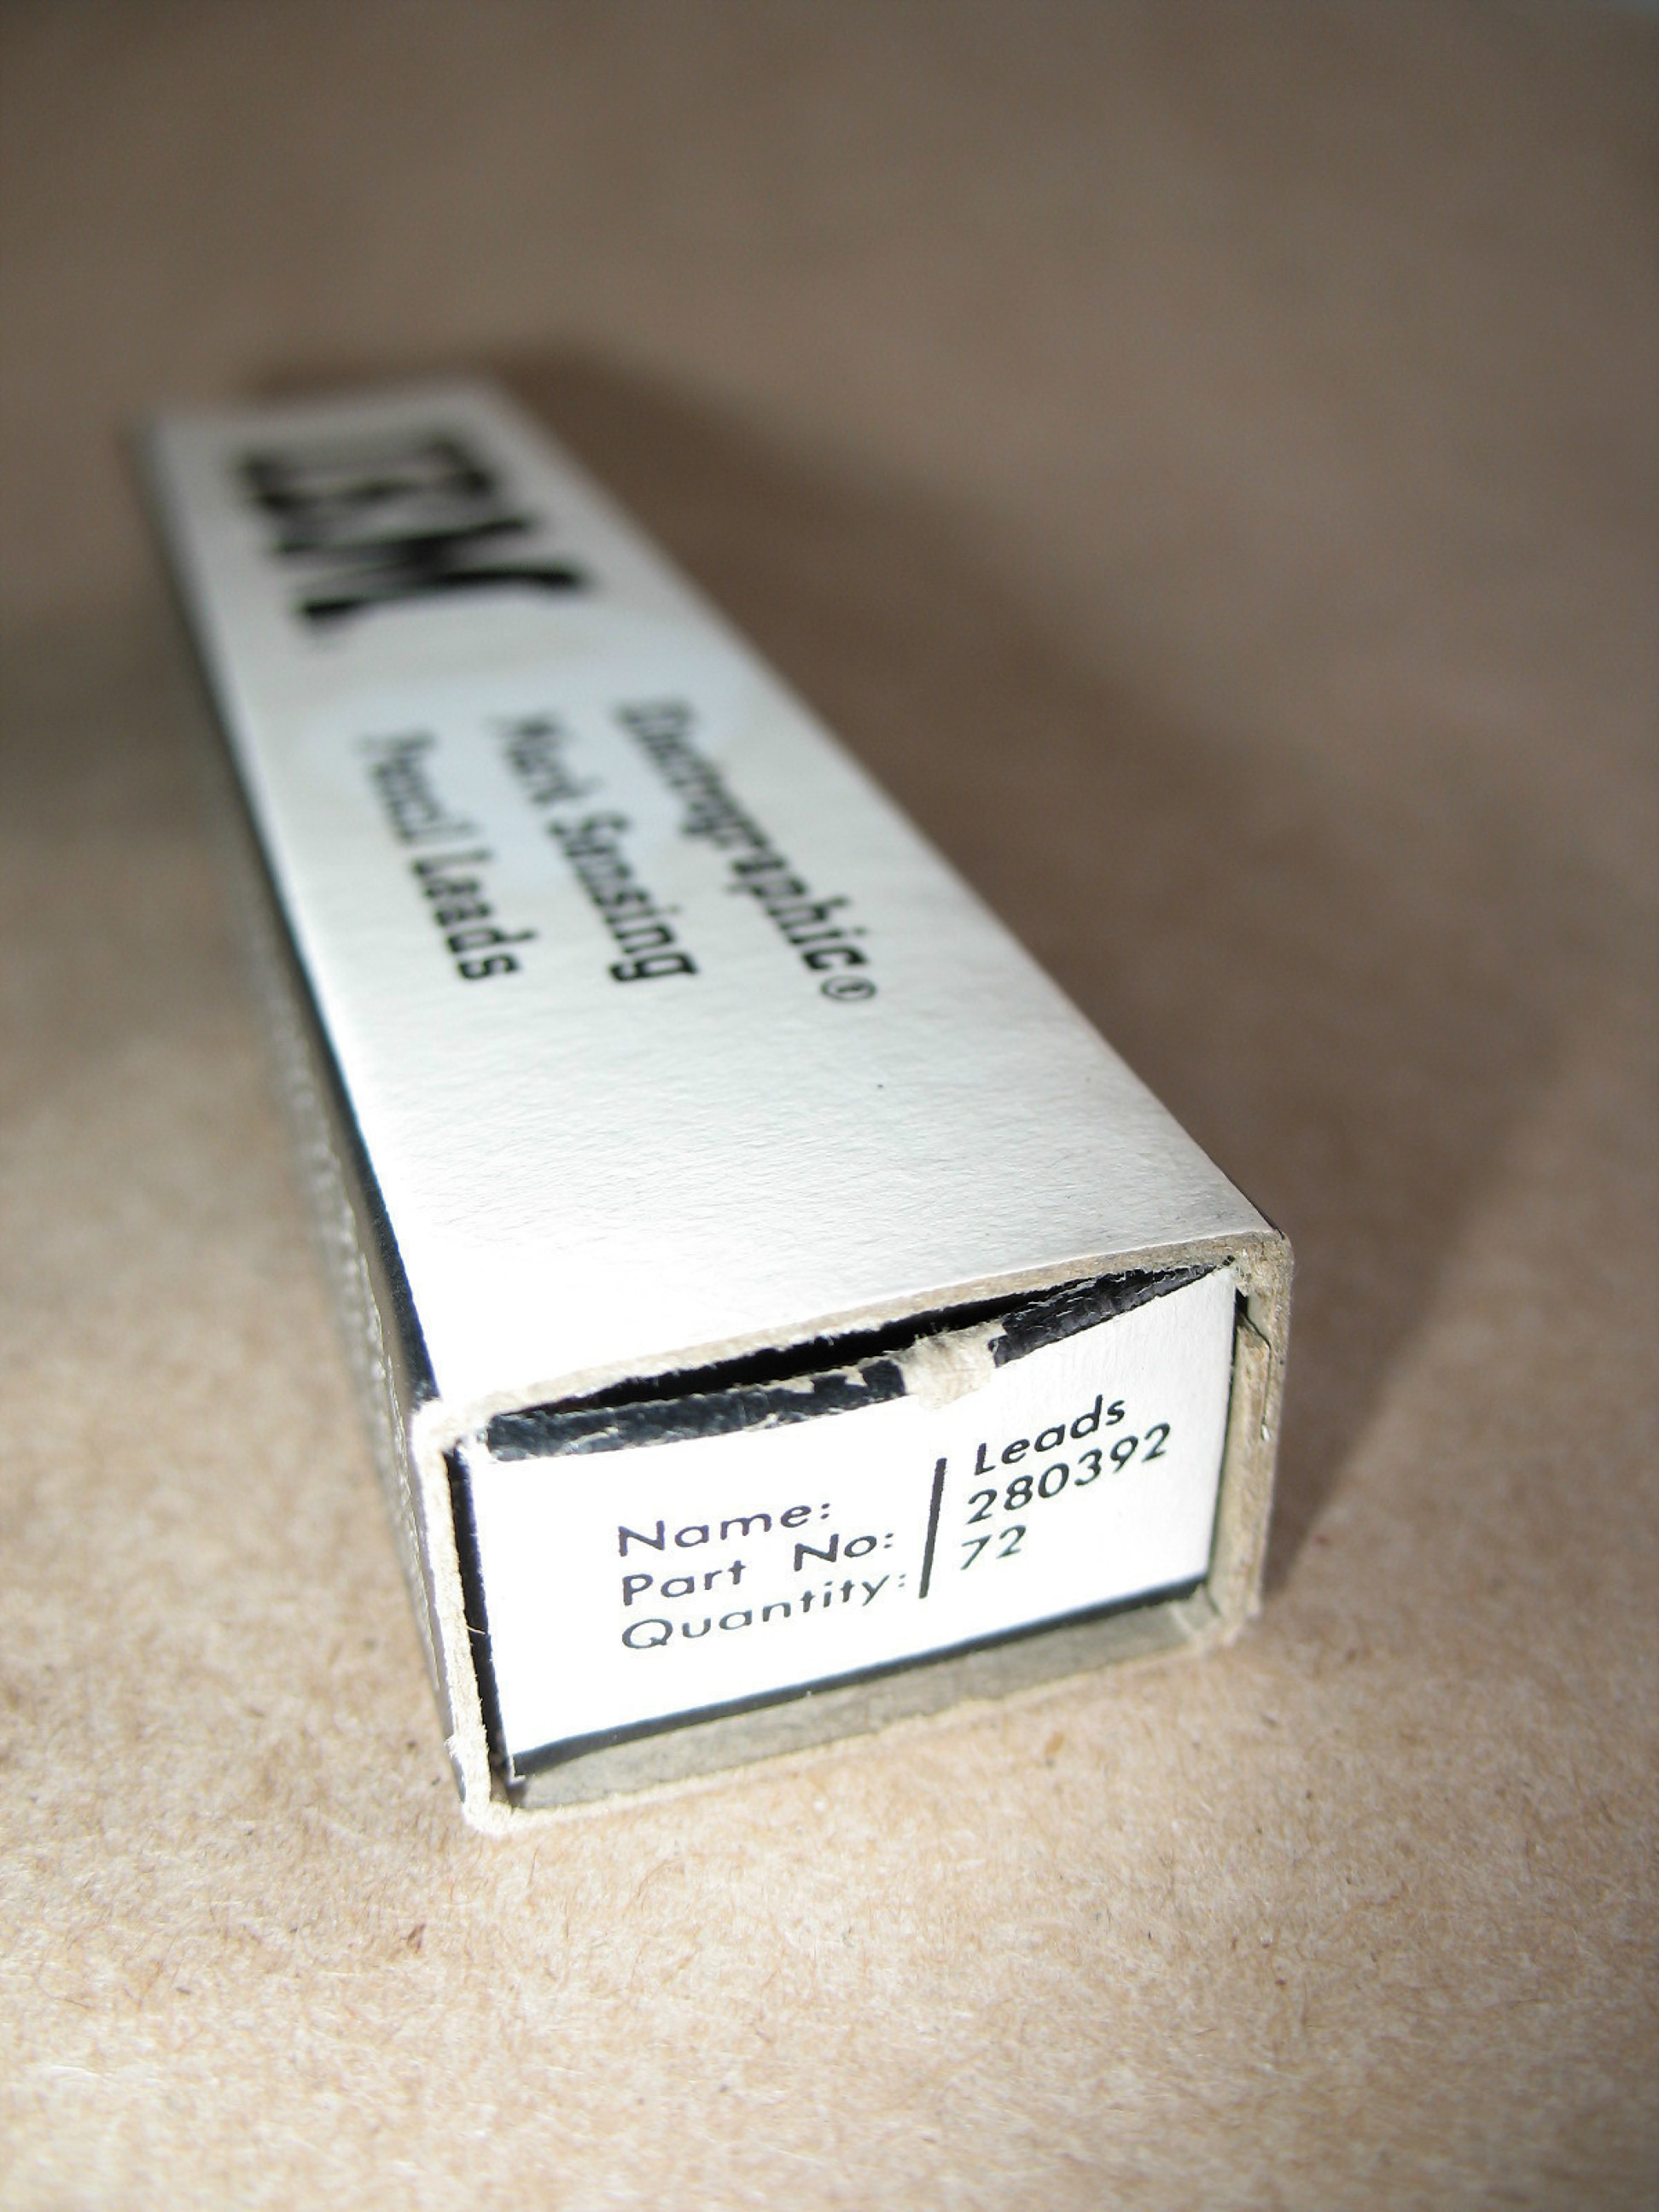 IBM
Electrographic®
Mark Sensing
Pencil Leads
Name: | Leads
Part No: | 280392
Quantity: | 72